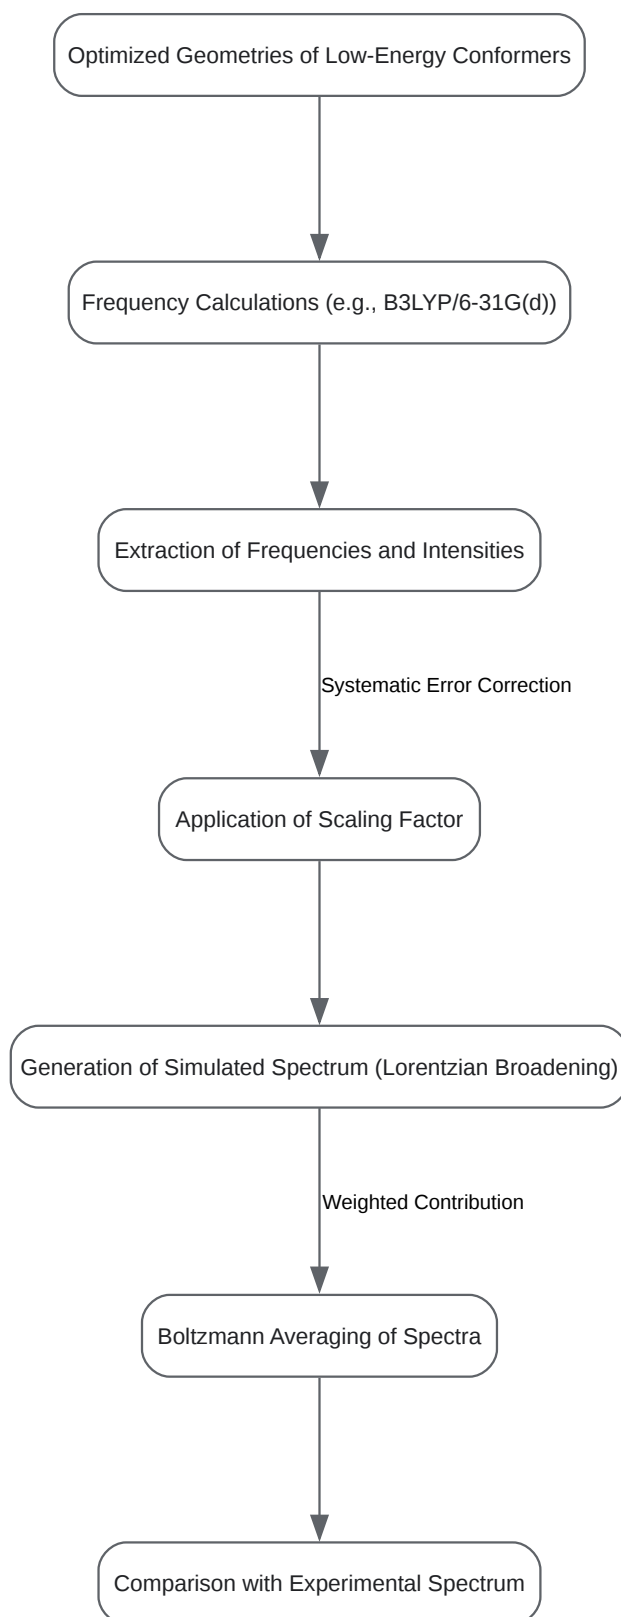 Optimized Geometries of Low-Energy Conformers
Frequency Calculations (e.g., B3LYP/6-31G(d))
Extraction of Frequencies and Intensities
Systematic Error Correction
Application of Scaling Factor
Generation of Simulated Spectrum (Lorentzian Broadening)
Weighted Contribution
Boltzmann Averaging of Spectra
Comparison with Experimental Spectrum